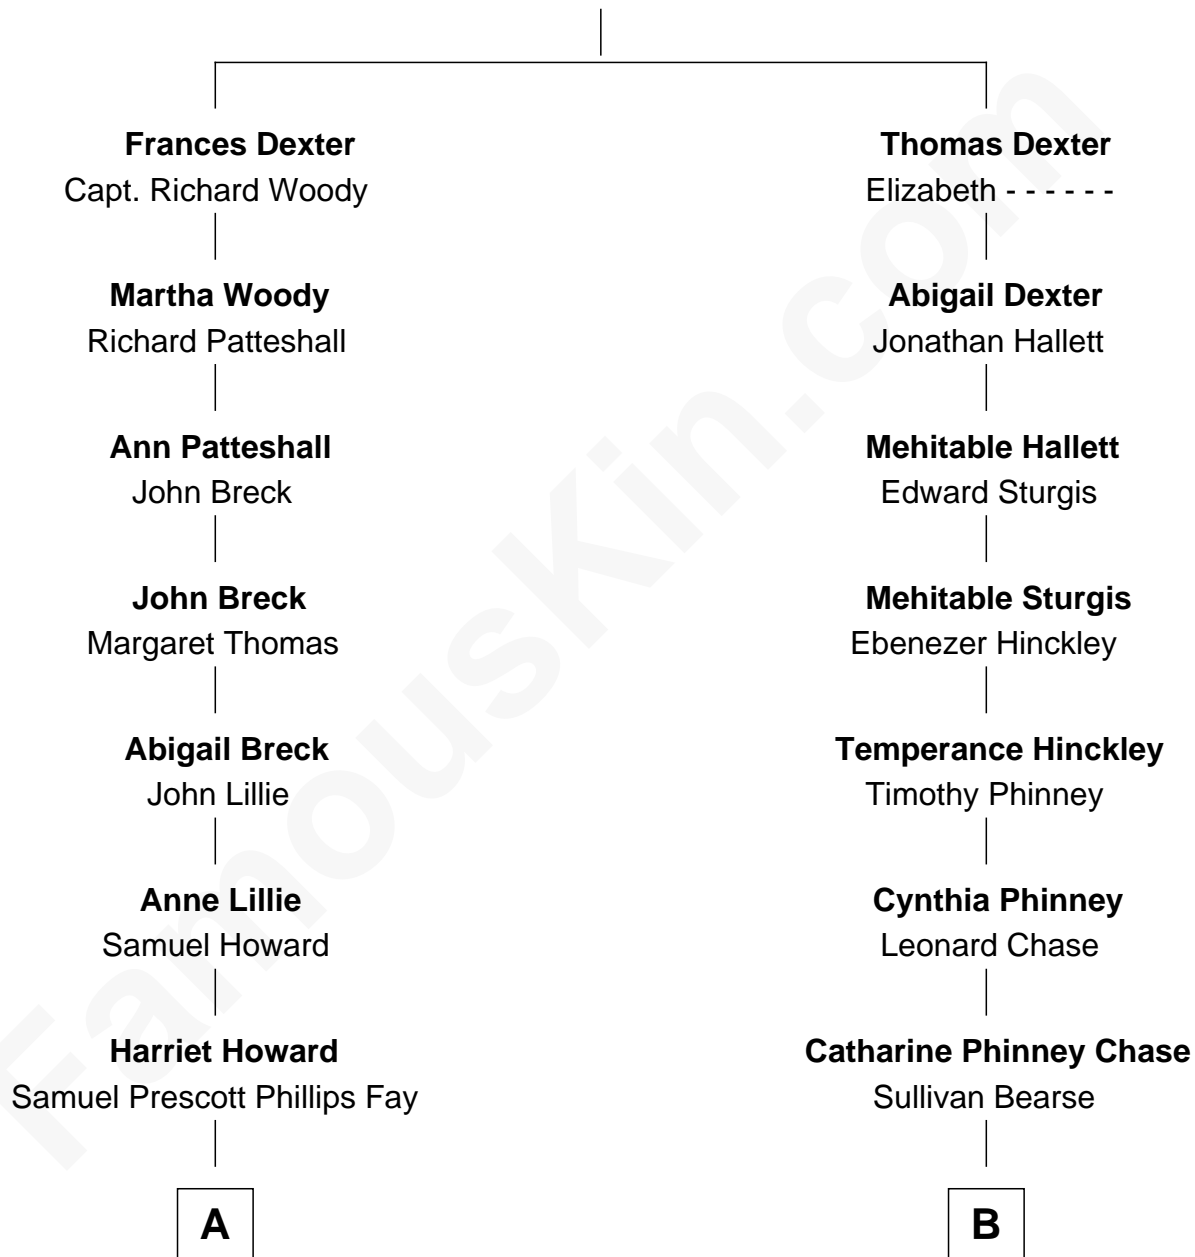 Frances Dexter
Capt. Richard Woody
Martha Woody
Richard Patteshall
Ann Patteshall
John Breck
John Breck
Margaret Thomas
Abigail Breck
John Lillie
Anne Lillie
Samuel Howard
Harriet Howard
Samuel Prescott Phillips Fay
A
Thomas Dexter
Elizabeth - - - - - -
Abigail Dexter
Jonathan Hallett
Mehitable Hallett
Edward Sturgis
Mehitable Sturgis
Ebenezer Hinckley
Temperance Hinckley
Timothy Phinney
Cynthia Phinney
Leonard Chase
Catharine Phinney Chase
Sullivan Bearse
B
FamousKin.com